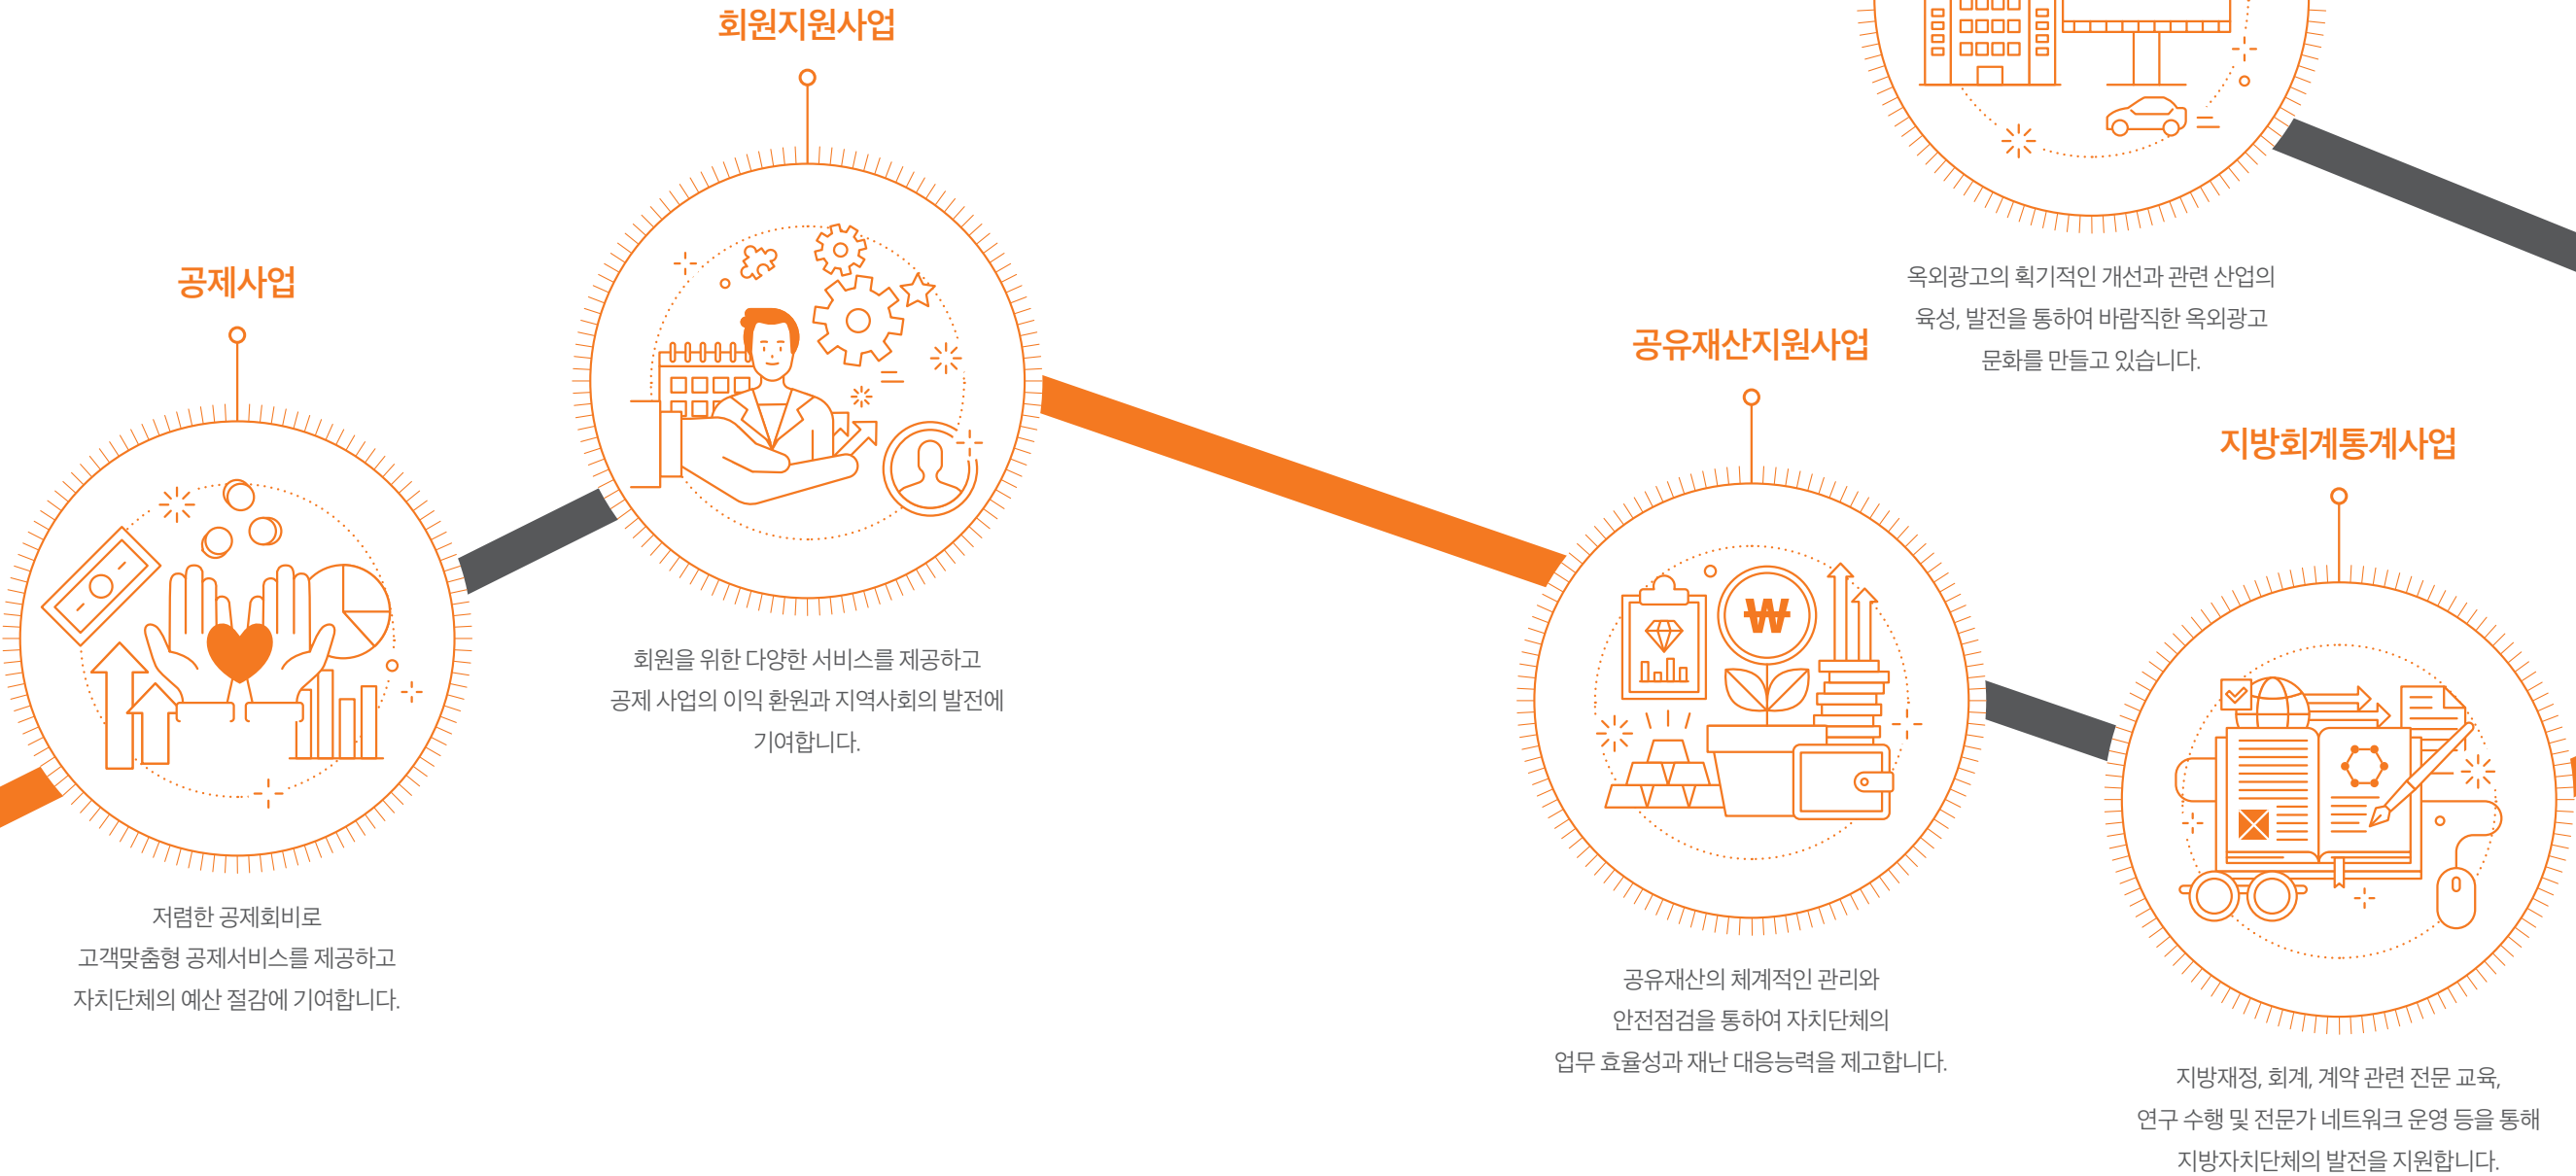 회원지원사업
공제사업
옥외광고의 획기적인 개선과 관련 산업의
육성, 발전을 통하여 바람직한 옥외광고
문화를 만들고 있습니다.
공유재산지원사업
지방회계통계사업
₩
회원을 위한 다양한 서비스를 제공하고
공제 사업의 이익 환원과 지역사회의 발전에
기여합니다.
저렴한 공제회비로
고객맞춤형 공제서비스를 제공하고
자치단체의 예산 절감에 기여합니다.
공유재산의 체계적인 관리와
안전점검을 통하여 자치단체의
업무 효율성과 재난 대응능력을 제고합니다.
지방재정, 회계, 계약 관련 전문 교육,
연구 수행 및 전문가 네트워크 운영 등을 통해
지방자치단체의 발전을 지원합니다.